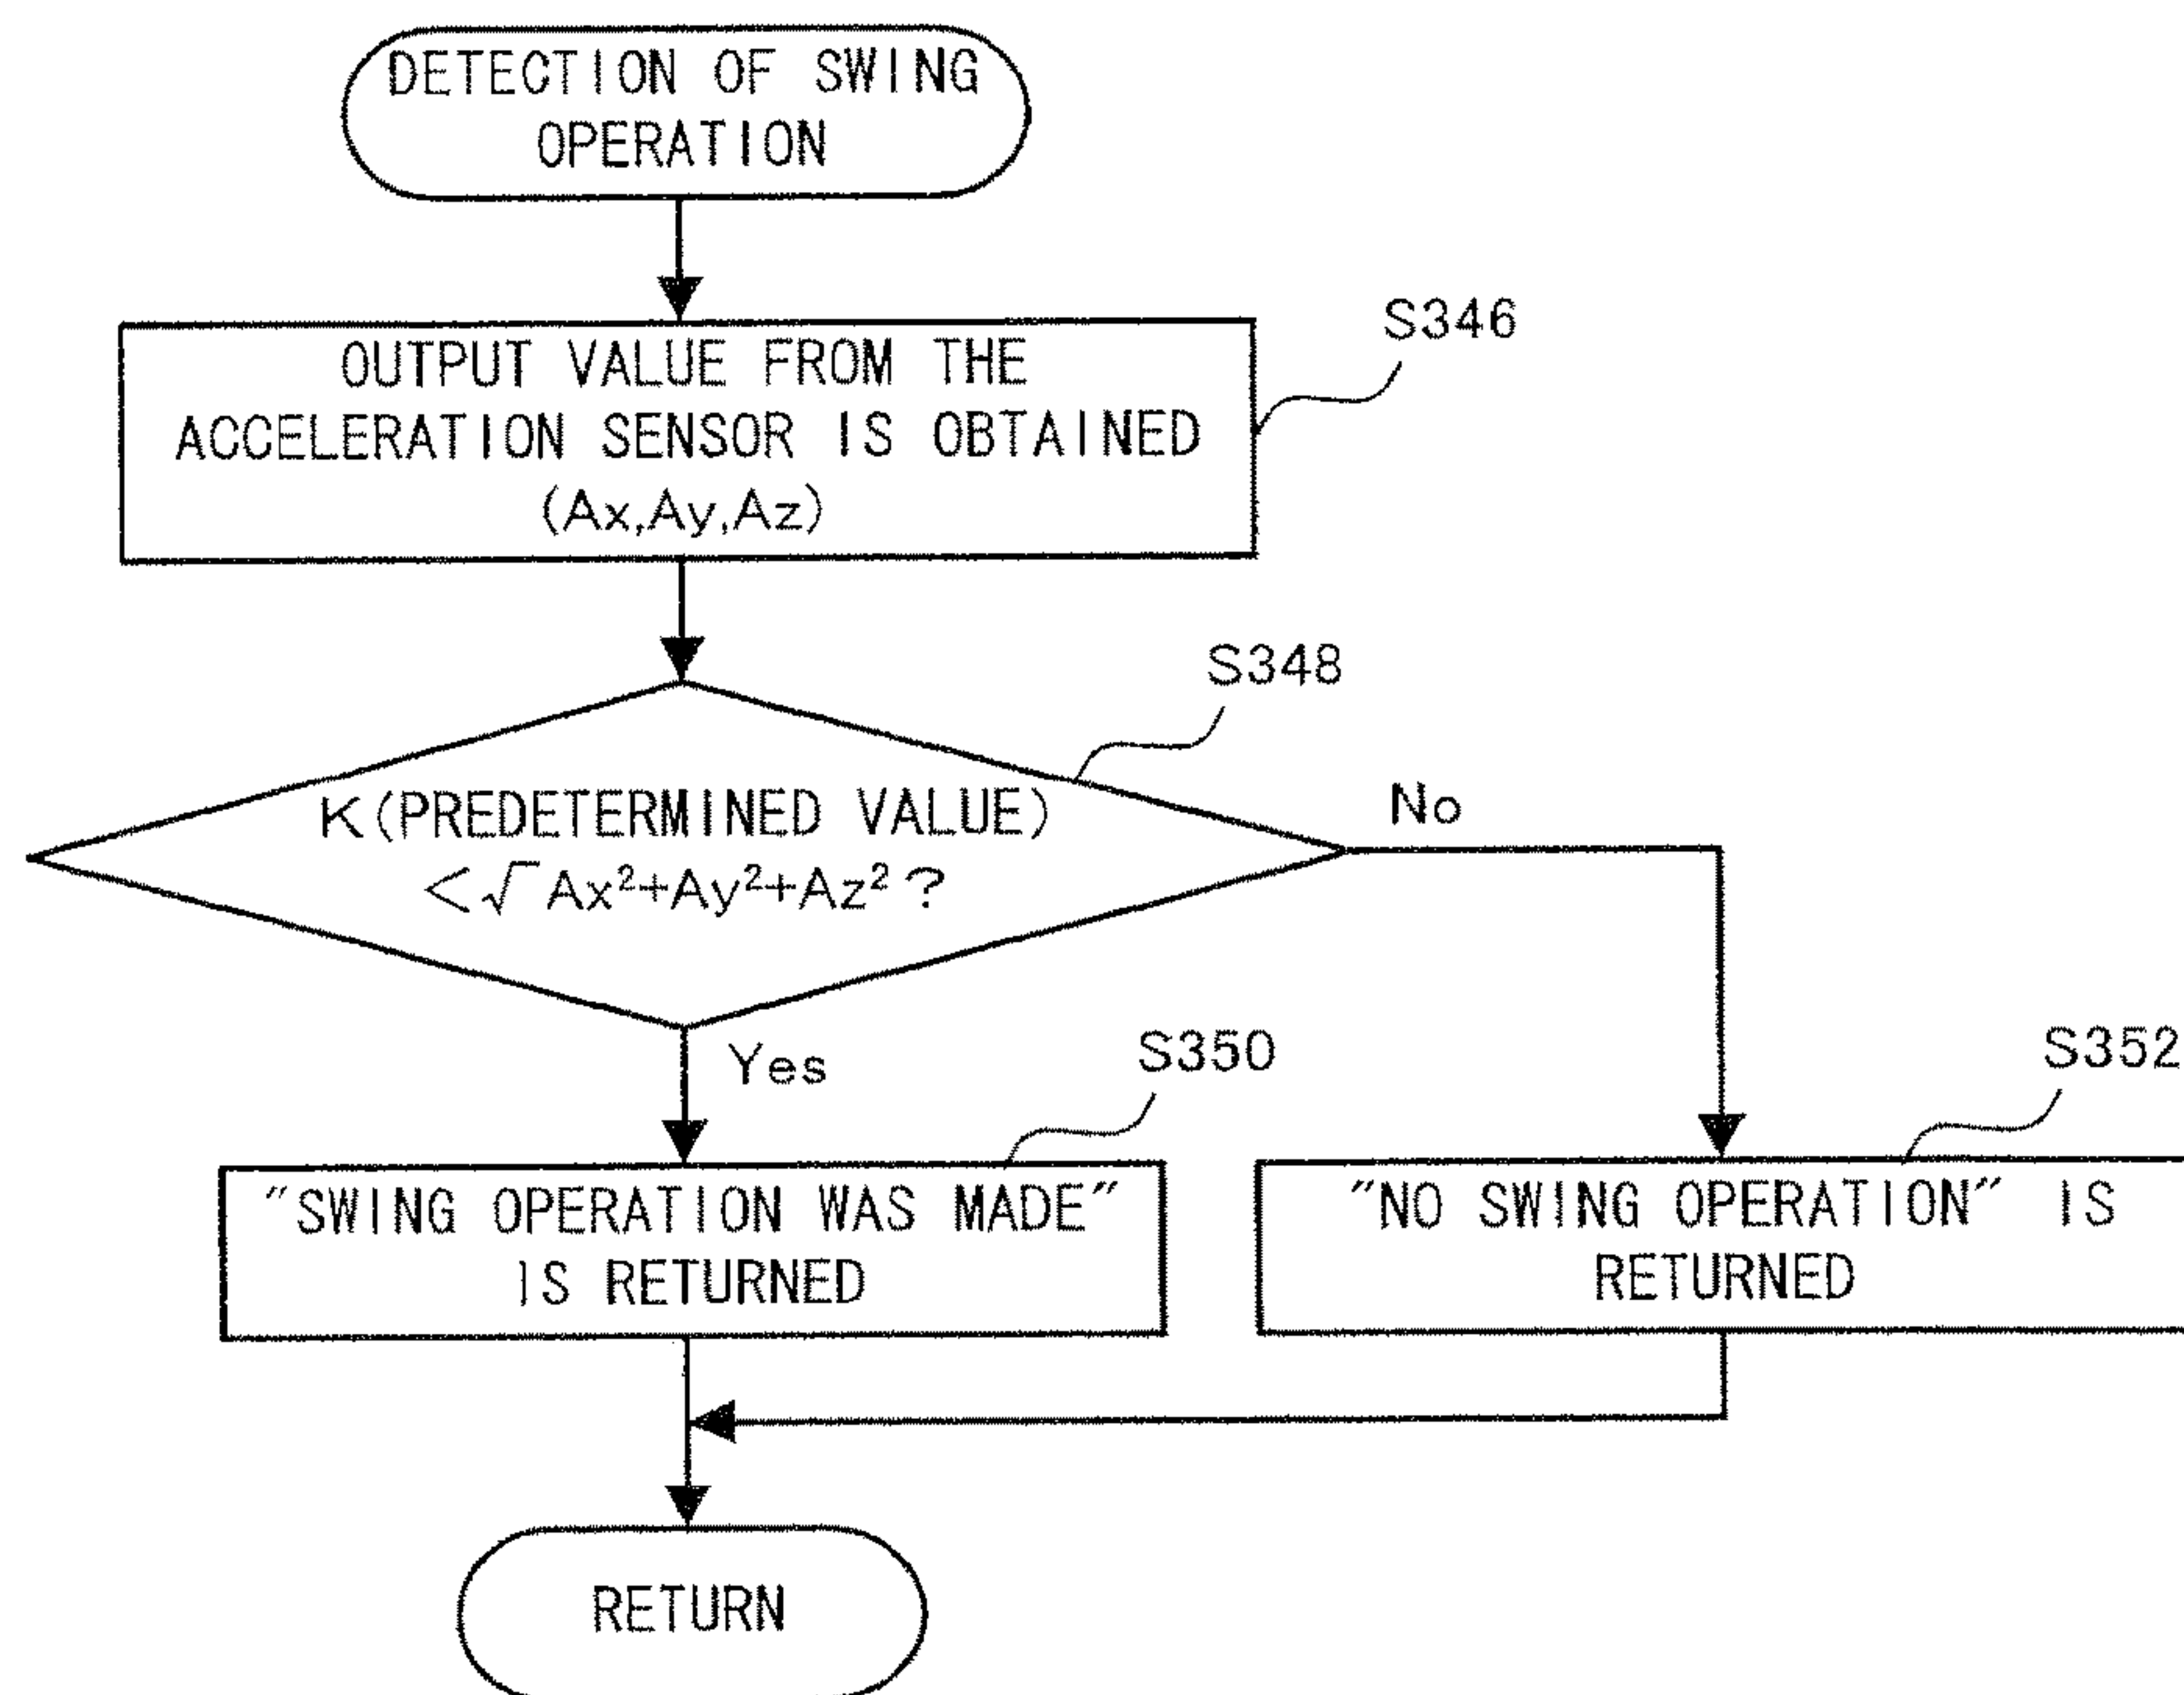 DETECTION OF SWING
OPERATION
S346
OUTPUT VALUE FROM THE
ACCELERATION SENSOR IS OBTAINED
(Ax,Ay,Az)
S348
K(PREDETERMINED VALUE)
<√Ax²+Ay²+Az²?
No
Yes
S350
"SWING OPERATION WAS MADE"
IS RETURNED
S352
"NO SWING OPERATION" IS
RETURNED
RETURN